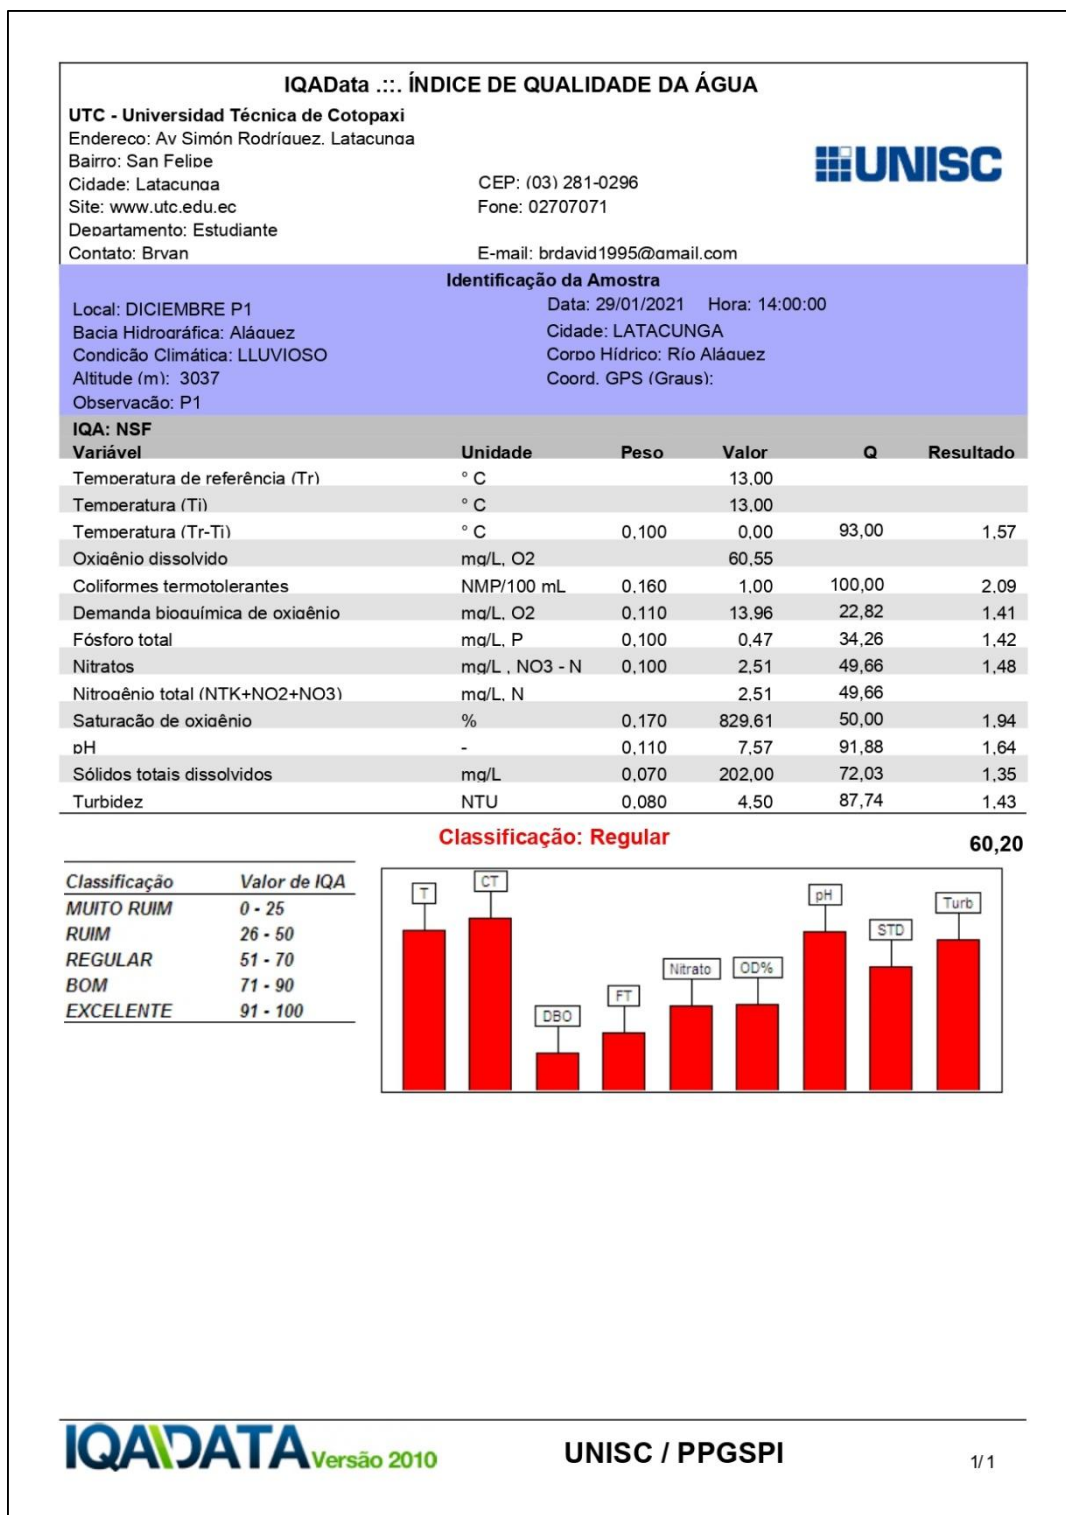 IQAData .::. ÍNDICE DE QUALIDADE DA ÁGUA
UTC - Universidad Técnica de Cotopaxi
Endereço: Av Simón Rodríguez. Latacunga
Bairro: San Felipe
UNISC
Cidade: Latacunga CEP: (03) 281-0296
Site: www.utc.edu.ec Fone: 02707071
Departamento: Estudiante
Contato: Bryan E-mail: brdavid1995@gmail.com
Identificação da Amostra
Local: DICIEMBRE P1 Data: 29/01/2021 Hora: 14:00:00
Bacia Hidrográfica: Aláquez Cidade: LATACUNGA
Condição Climática: LLUVIOSO Corpo Hídrico: Río Aláquez
Altitude (m): 3037 Coord. GPS (Graus):
Observação: P1
IQA: NSF
Variável Unidade Peso Valor Q Resultado
Temperatura de referência (Tr) ° C 13,00
Temperatura (Ti) ° C 13,00
Temperatura (Tr-Ti) ° C 0,100 0,00 93,00 1,57
Oxigênio dissolvido mg/L, O2 60,55
Coliformes termotolerantes NMP/100 mL 0,160 1,00 100,00 2,09
Demanda bioquímica de oxigênio mg/L, O2 0,110 13,96 22,82 1,41
Fósforo total mg/L, P 0,100 0,47 34,26 1,42
Nitratos mg/L , NO3 - N 0,100 2,51 49,66 1,48
Nitrogênio total (NTK+NO2+NO3) mg/L, N 2,51 49,66
Saturação de oxigênio % 0,170 829,61 50,00 1,94
pH - 0,110 7,57 91,88 1,64
Sólidos totais dissolvidos mg/L 0,070 202,00 72,03 1,35
Turbidez NTU 0,080 4,50 87,74 1,43
Classificação: Regular 60,20
Classificação Valor de IQA
MUITO RUIM 0 - 25
RUIM 26 - 50
REGULAR 51 - 70
BOM 71 - 90
EXCELENTE 91 - 100
T CT DBO FT Nitrato OD% pH STD Turb
IQADATA Versão 2010 UNISC / PPGSPI 1/ 1